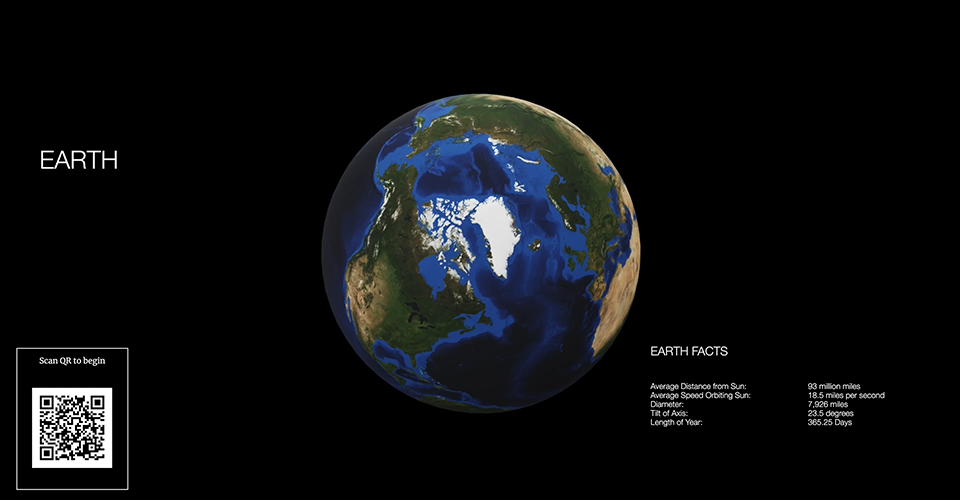 EARTH
Scan QR to begin
EARTH FACTS
Average Distance from Sun: 93 million miles
Average Speed Orbiting Sun: 18.5 miles per second
Diameter: 7,926 miles
Tilt of Axis: 23.5 degrees
Length of Year: 365.25 Days